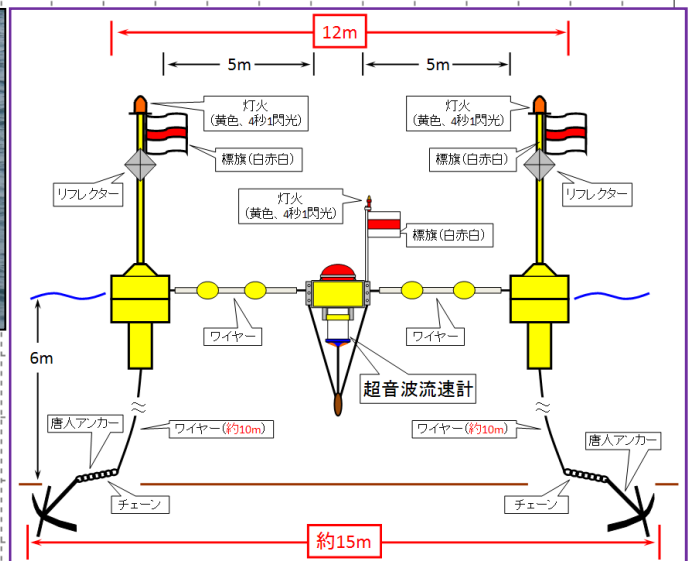 12m
5m
5m
灯火
(黄色、4秒1閃光)
灯火
(黄色、4秒1閃光)
標旗(白赤白)
標旗(白赤白)
リフレクター
リフレクター
灯火
(黄色、4秒1閃光)
標旗(白赤白)
ワイヤー
ワイヤー
6m
超音波流速計
唐人アンカー
ワイヤー(約10m)
ワイヤー(約10m)
唐人アンカー
チェーン
チェーン
約15m